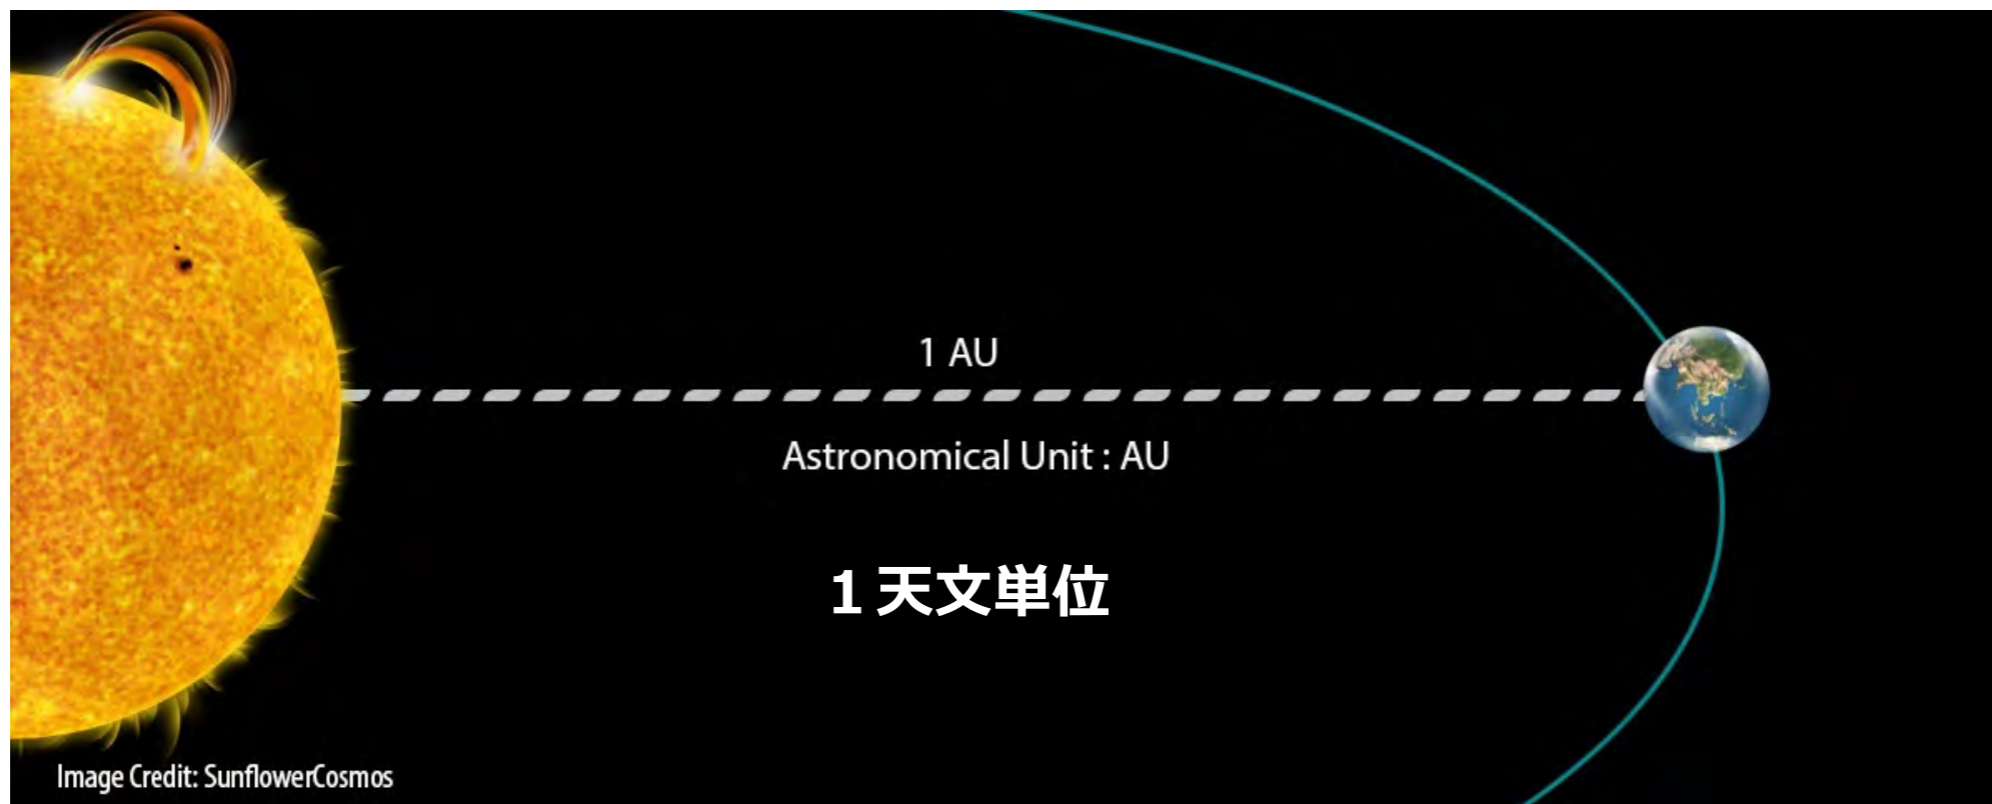 1 AU
Astronomical Unit : AU
１天文単位
Image Credit: SunflowerCosmos